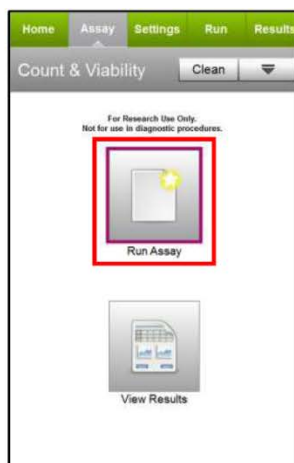 Home Assay Settings Run Results
Count & Viability Clean
For Research Use Only.
Not for use in diagnostic procedures.
Run Assay
View Results